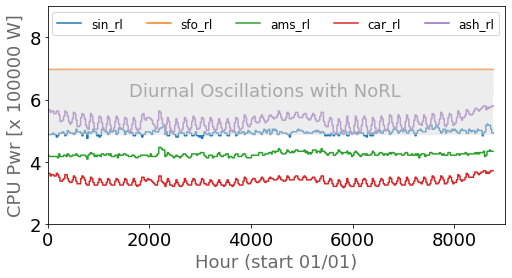 sin_rl sfo_rl ams_rl car_rl ash_rl
Diurnal Oscillations with NoRL
CPU Pwr [x 100000 W]
8
6
4
2
0 2000 4000 6000 8000
Hour (start 01/01)